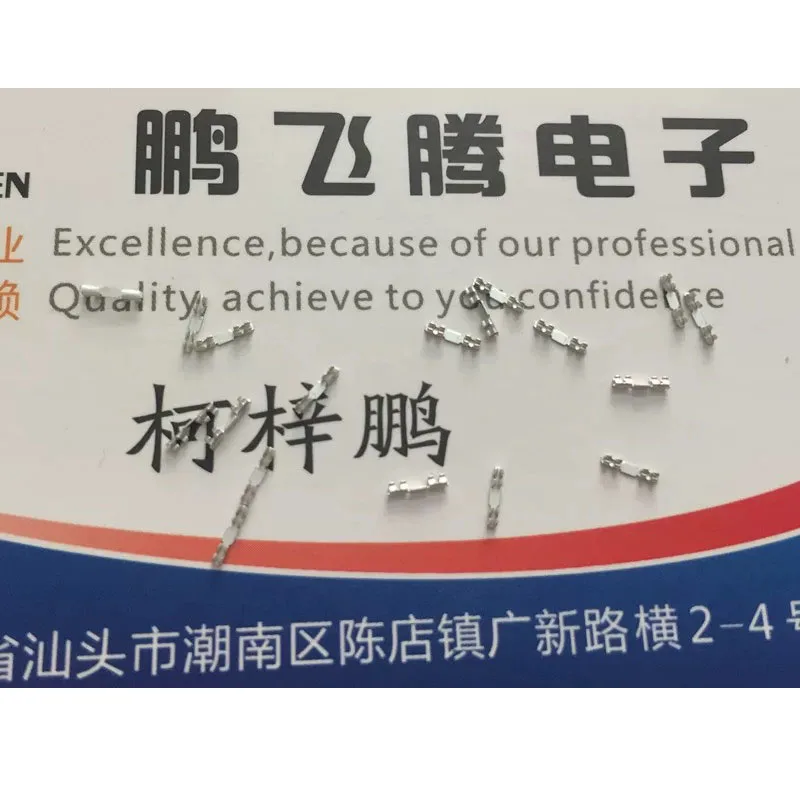 鹏飞腾电子
EN
业 Excellence,because of our professional
赖 Quality, achieve to you confidence
柯梓鹏
省汕头市潮南区陈店镇广新路横2-4号